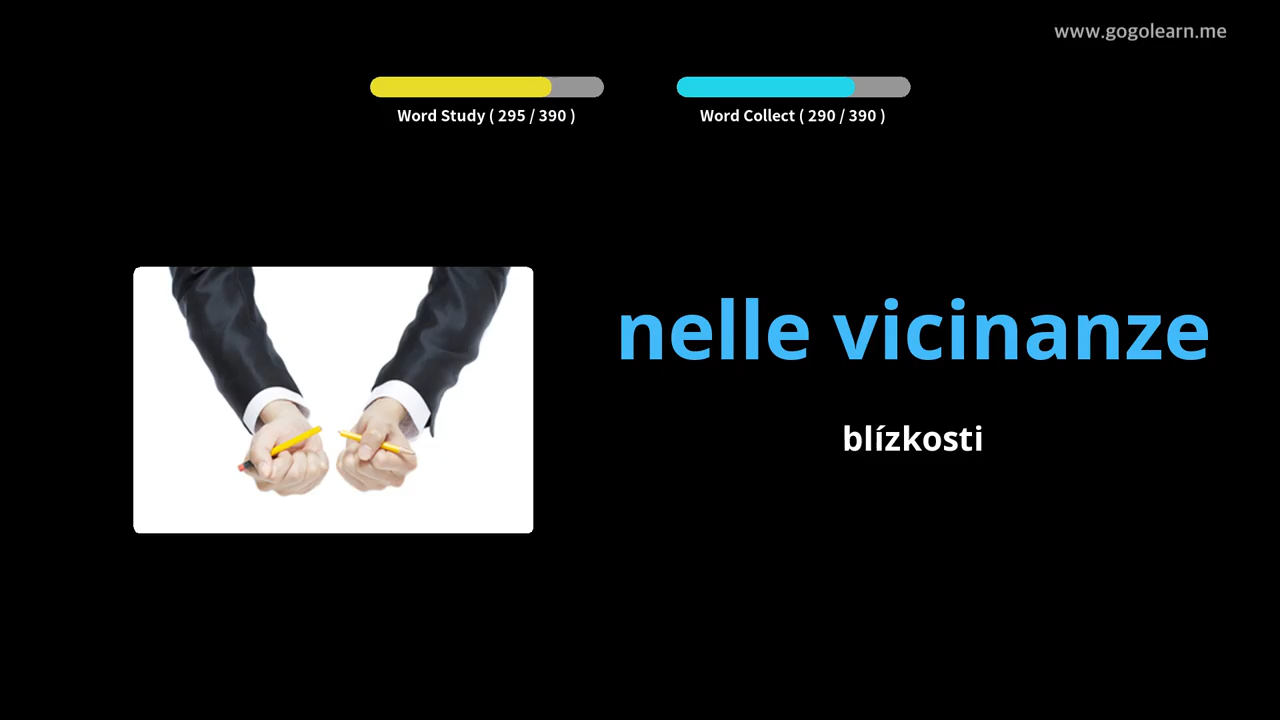 www.gogolearn.me
Word Study ( 295 / 390 )
Word Collect ( 290 / 390 )
nelle vicinanze
blízkosti